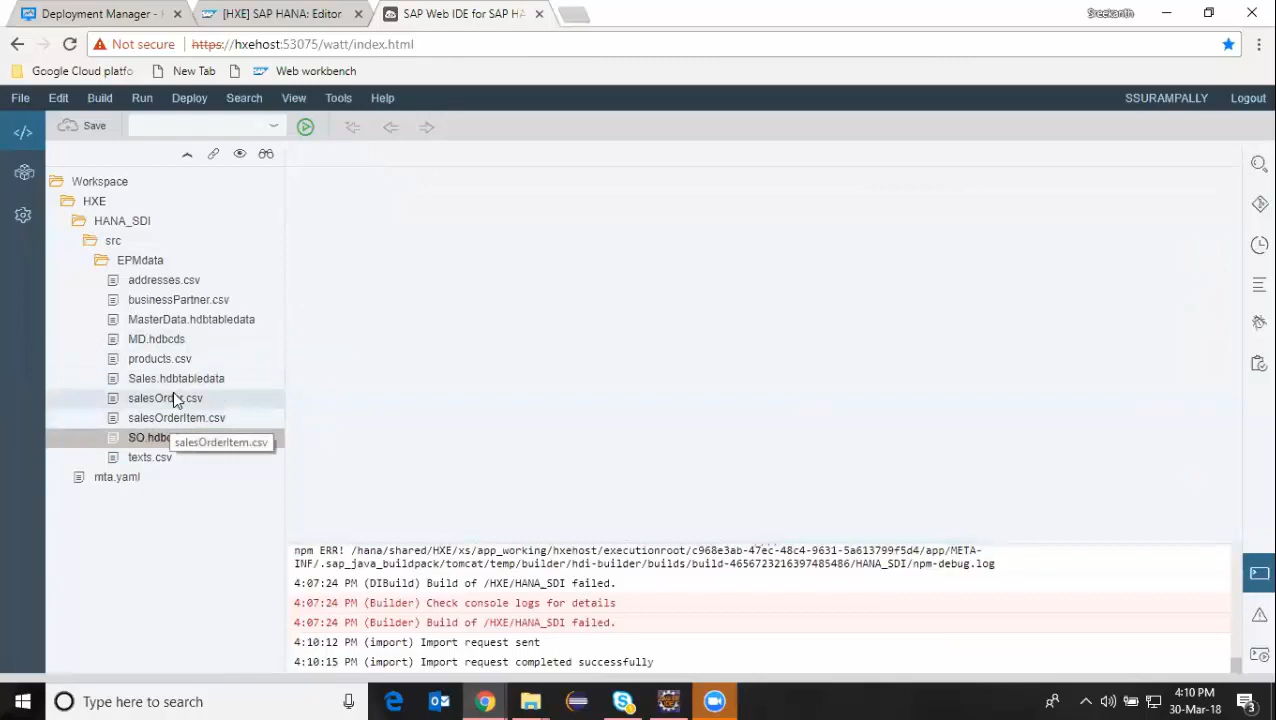 Deployment Manager -
[HXE] SAP HANA: Editor
SAP Web IDE for SAP HA
Sreekanth
Not secure
https://hxehost:53075/watt/index.html
Google Cloud platfo
New Tab
Web workbench
File Edit Build Run Deploy Search View Tools Help
SSURAMPALLY Logout
Save
Workspace
HXE
HANA_SDI
src
EPMdata
addresses.csv
businessPartner.csv
MasterData.hdbtabledata
MD.hdbcds
products.csv
Sales.hdbtabledata
salesOrder.csv
salesOrderItem.csv
SO.hdbc
salesOrderItem.csv
texts.csv
mta.yaml
npm ERR! /hana/shared/HXE/xs/app_working/hxehost/executionroot/c968e3ab-47ec-48c4-9631-5a613799f5d4/app/META-
INF/.sap_java_buildpack/tomcat/temp/builder/hdi-builder/builds/build-4656723216397485486/HANA_SDI/npm-debug.log
4:07:24 PM (DIBuild) Build of /HXE/HANA_SDI failed.
4:07:24 PM (Builder) Check console logs for details
4:07:24 PM (Builder) Build of /HXE/HANA_SDI failed.
4:10:12 PM (import) Import request sent
4:10:15 PM (import) Import request completed successfully
Type here to search
4:10 PM
30-Mar-18
3